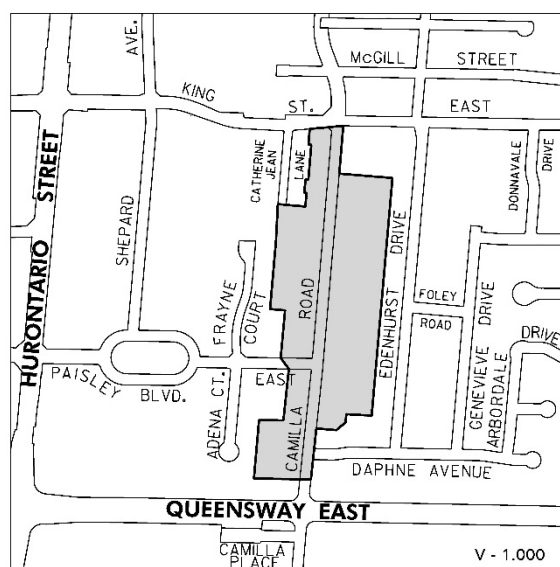 AVE.
McGILL STREET
KING ST. EAST
HURONTARIO STREET
SHEPARD
CATHERINE JEAN LANE
DONNAVALE DRIVE
FRAYNE COURT
ROAD
EDENHURST DRIVE
FOLEY ROAD
GENEVIEVE DRIVE
ARBORDALE
DRIVE
PAISLEY BLVD. EAST
ADENA CT.
CAMILLA
DAPHNE AVENUE
QUEENSWAY EAST
CAMILLA PLACE
V - 1.000